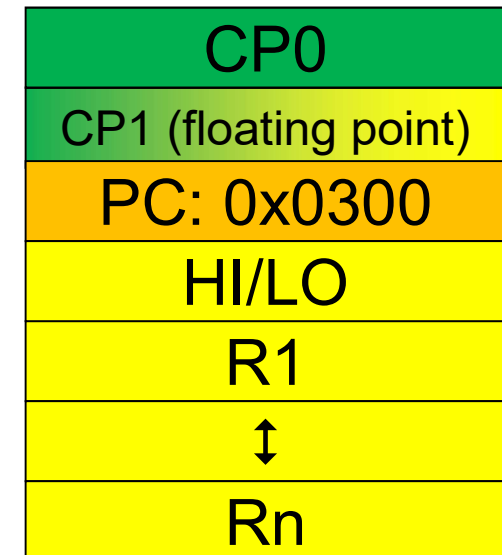 CP0
CP1 (floating point)
PC: 0x0300
HI/LO
R1
↕
Rn